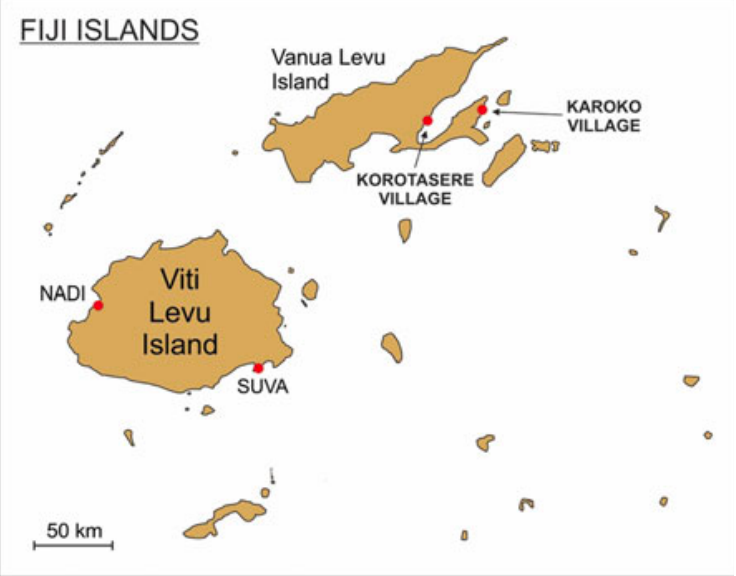 FIJI ISLANDS
Vanua Levu
Island
KAROKO
VILLAGE
KOROTASERE
VILLAGE
NADI
Viti
Levu
Island
SUVA
50 km